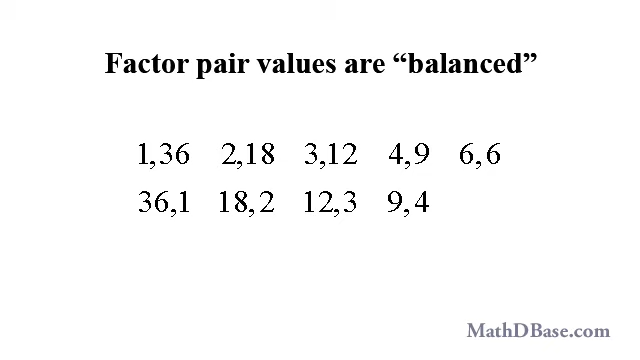 Factor pair values are “balanced”
1,36 2,18 3,12 4,9 6,6
36,1 18,2 12,3 9,4
MathDBase.com